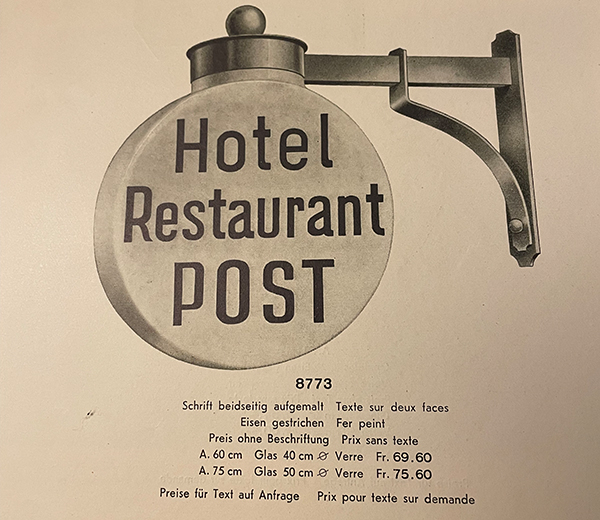 Hotel
Restaurant
POST
8773
Schrift beidseitig aufgemalt Texte sur deux faces
Eisen gestrichen Fer peint
Preis ohne Beschriftung Prix sans texte
A. 60 cm Glas 40 cm ⌀ Verre Fr. 69.60
A. 75 cm Glas 50 cm ⌀ Verre Fr. 75.60
Preise für Text auf Anfrage Prix pour texte sur demande